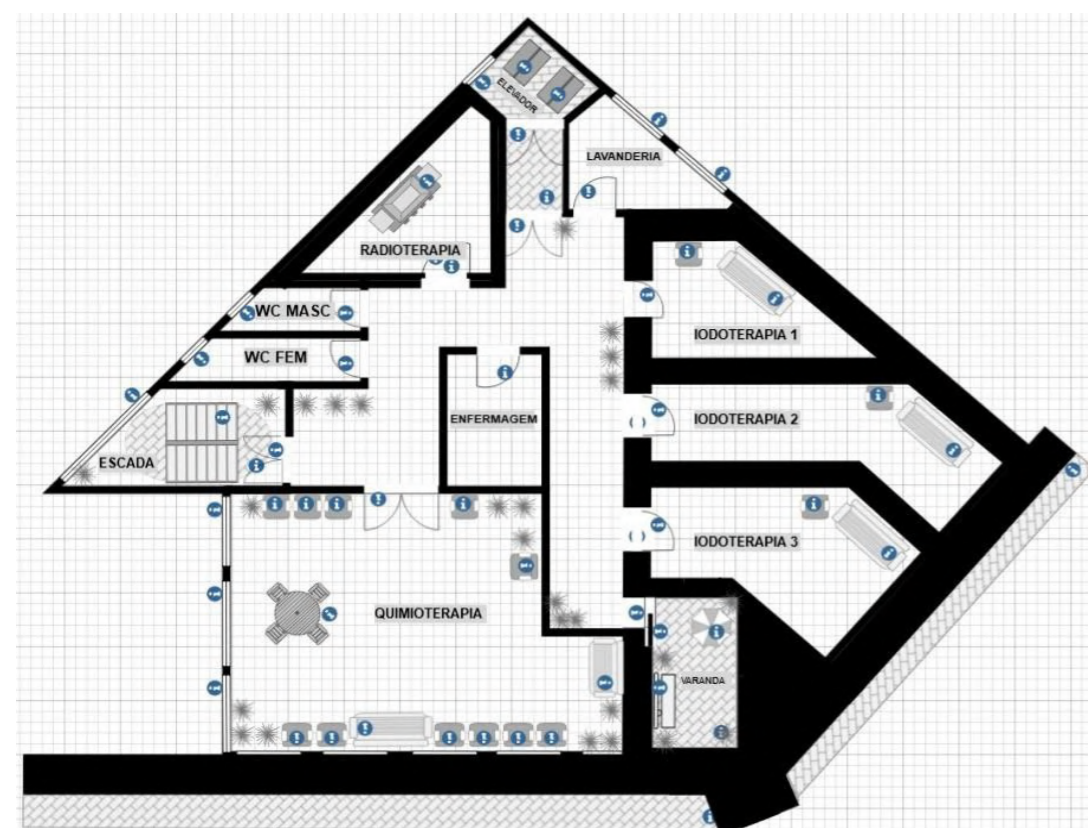 ELEVADOR
LAVANDERIA
RADIOTERAPIA
WC MASC
IODOTERAPIA 1
WC FEM
ENFERMAGEM
IODOTERAPIA 2
ESCADA
IODOTERAPIA 3
QUIMIOTERAPIA
VARANDA